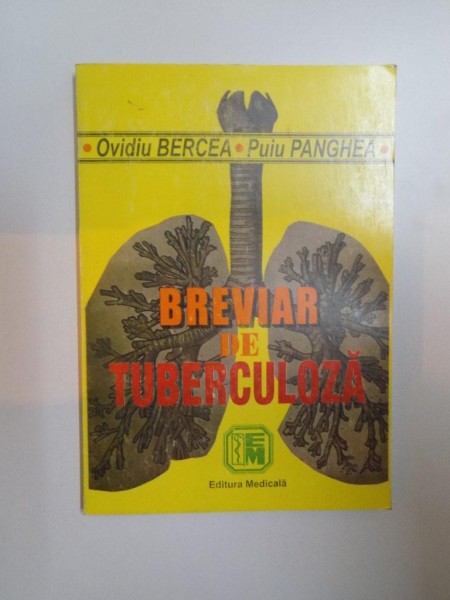 • Ovidiu BERCEA • Puiu PANGHEA •
BREVIAR
DE
TUBERCULOZĂ
EM
Editura Medicală